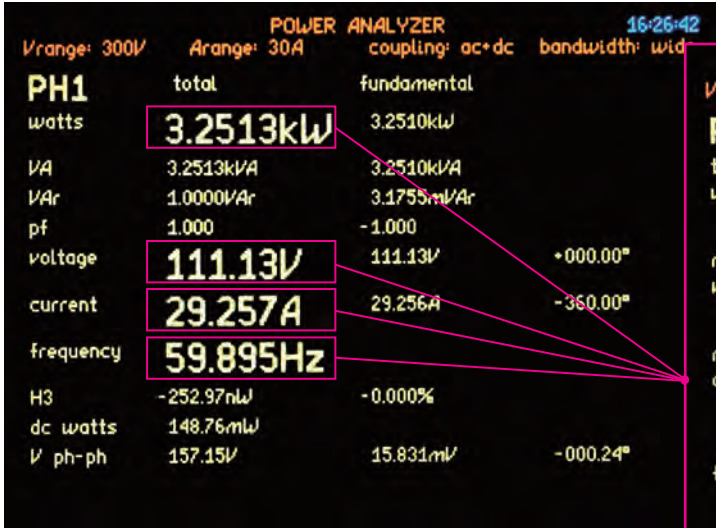 POWER ANALYZER 16:26:42
Vrange: 300V Arange: 30A coupling: ac+dc bandwidth: wide
PH1 total fundamental
watts 3.2513kW 3.2510kW
VA 3.2513kVA 3.2510kVA
VAr 1.0000VAr 3.1755mVAr
pf 1.000 -1.000
voltage 111.13V 111.13V +000.00°
current 29.257A 29.256A -360.00°
frequency 59.895Hz
H3 -252.97nW -0.000%
dc watts 148.76mW
V ph-ph 157.15V 15.831mV -000.24°